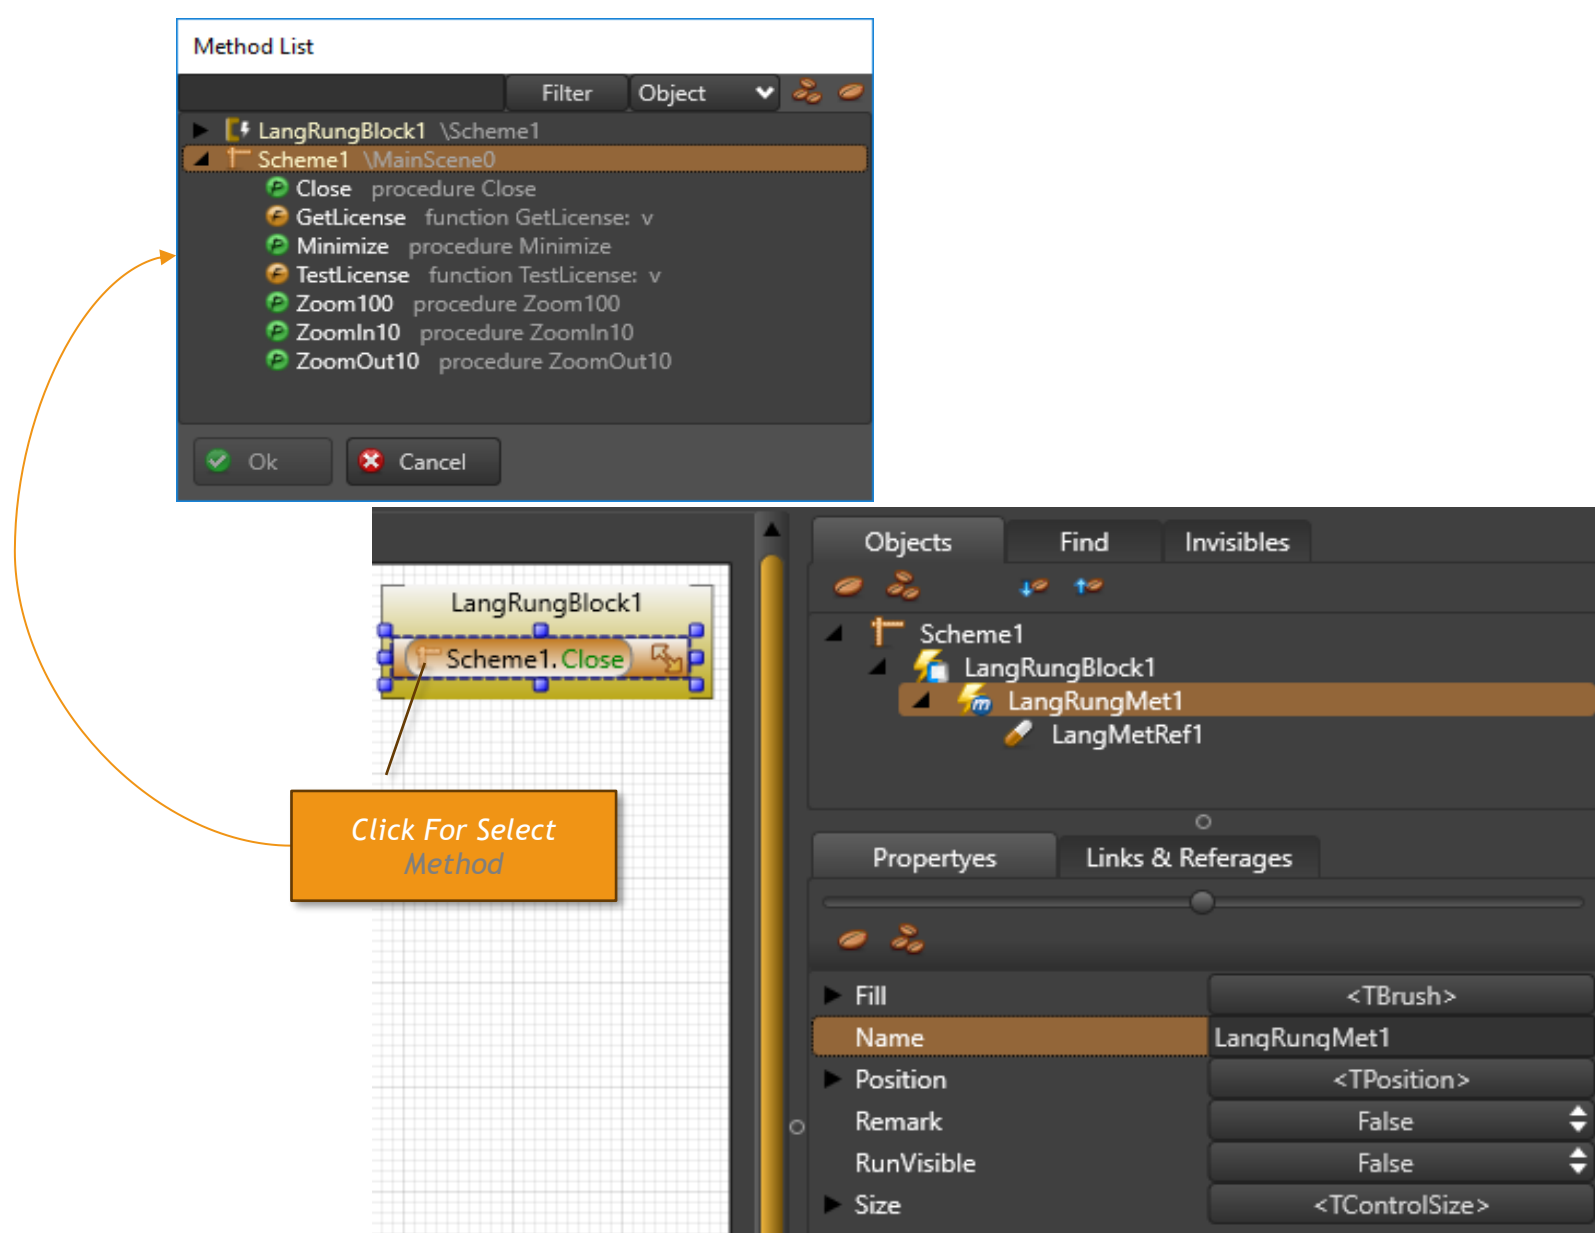 Method List
Filter Object
LangRungBlock1 \Scheme1
Scheme1 \MainScene0
Close procedure Close
GetLicense function GetLicense: v
Minimize procedure Minimize
TestLicense function TestLicense: v
Zoom100 procedure Zoom100
ZoomIn10 procedure ZoomIn10
ZoomOut10 procedure ZoomOut10
Ok Cancel
LangRungBlock1
Scheme1.Close
Click For Select
Method
Objects Find Invisibles
Scheme1
LangRungBlock1
LangRungMet1
LangMetRef1
Propertyes Links & Referages
Fill <TBrush>
Name LangRungMet1
Position <TPosition>
Remark False
RunVisible False
Size <TControlSize>